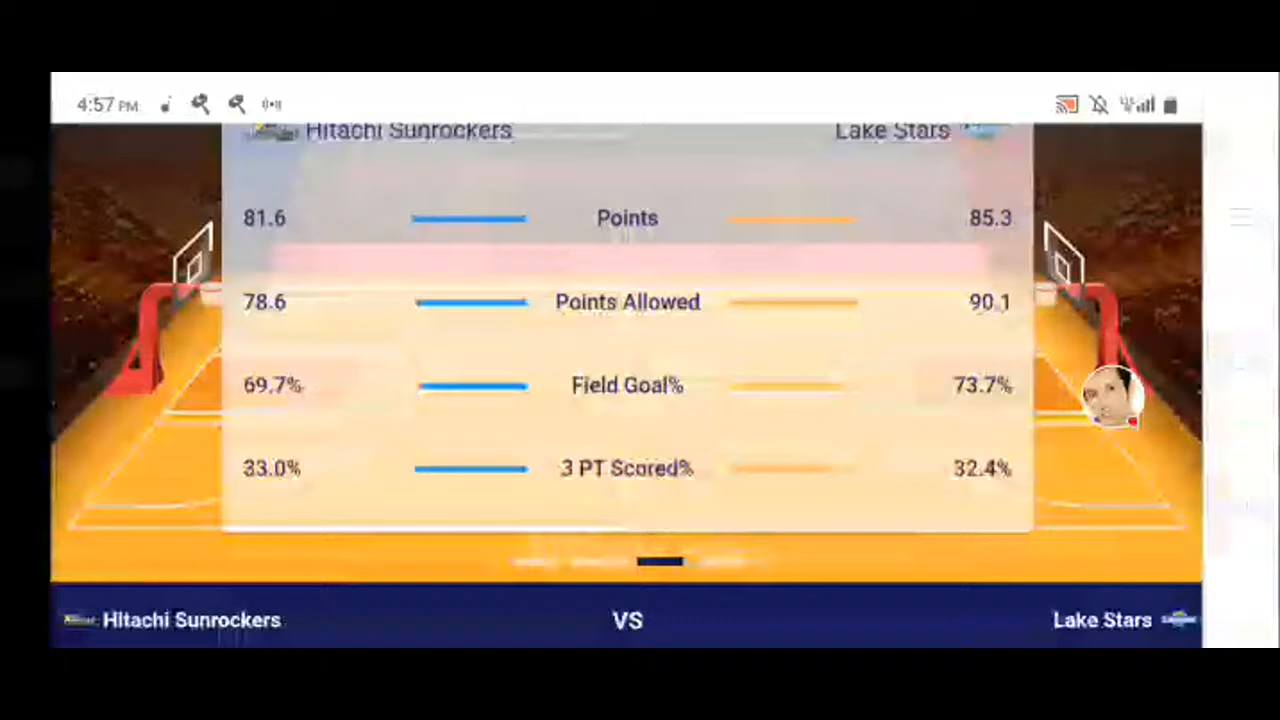 4:57 PM
Hitachi Sunrockers Lake Stars
81.6 Points 85.3
78.6 Points Allowed 90.1
69.7% Field Goal% 73.7%
33.0% 3 PT Scored% 32.4%
Hitachi Sunrockers VS Lake Stars